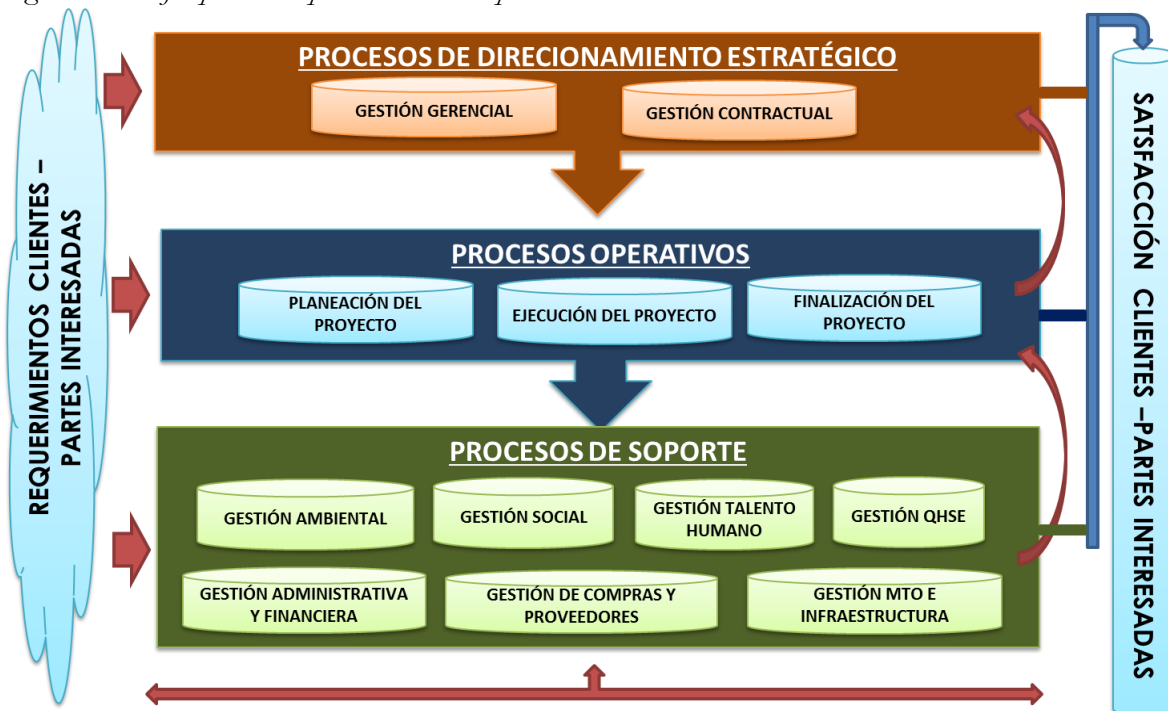 REQUERIMIENTOS CLIENTES –
PARTES INTERESADAS
PROCESOS DE DIRECIONAMIENTO ESTRATÉGICO
GESTIÓN GERENCIAL
GESTIÓN CONTRACTUAL
PROCESOS OPERATIVOS
PLANEACIÓN DEL
PROYECTO
EJECUCIÓN DEL PROYECTO
FINALIZACIÓN DEL
PROYECTO
PROCESOS DE SOPORTE
GESTIÓN AMBIENTAL
GESTIÓN SOCIAL
GESTIÓN TALENTO
HUMANO
GESTIÓN QHSE
GESTIÓN ADMINISTRATIVA
Y FINANCIERA
GESTIÓN DE COMPRAS Y
PROVEEDORES
GESTIÓN MTO E
INFRAESTRUCTURA
SATSFACCIÓN CLIENTES –PARTES INTERESADAS